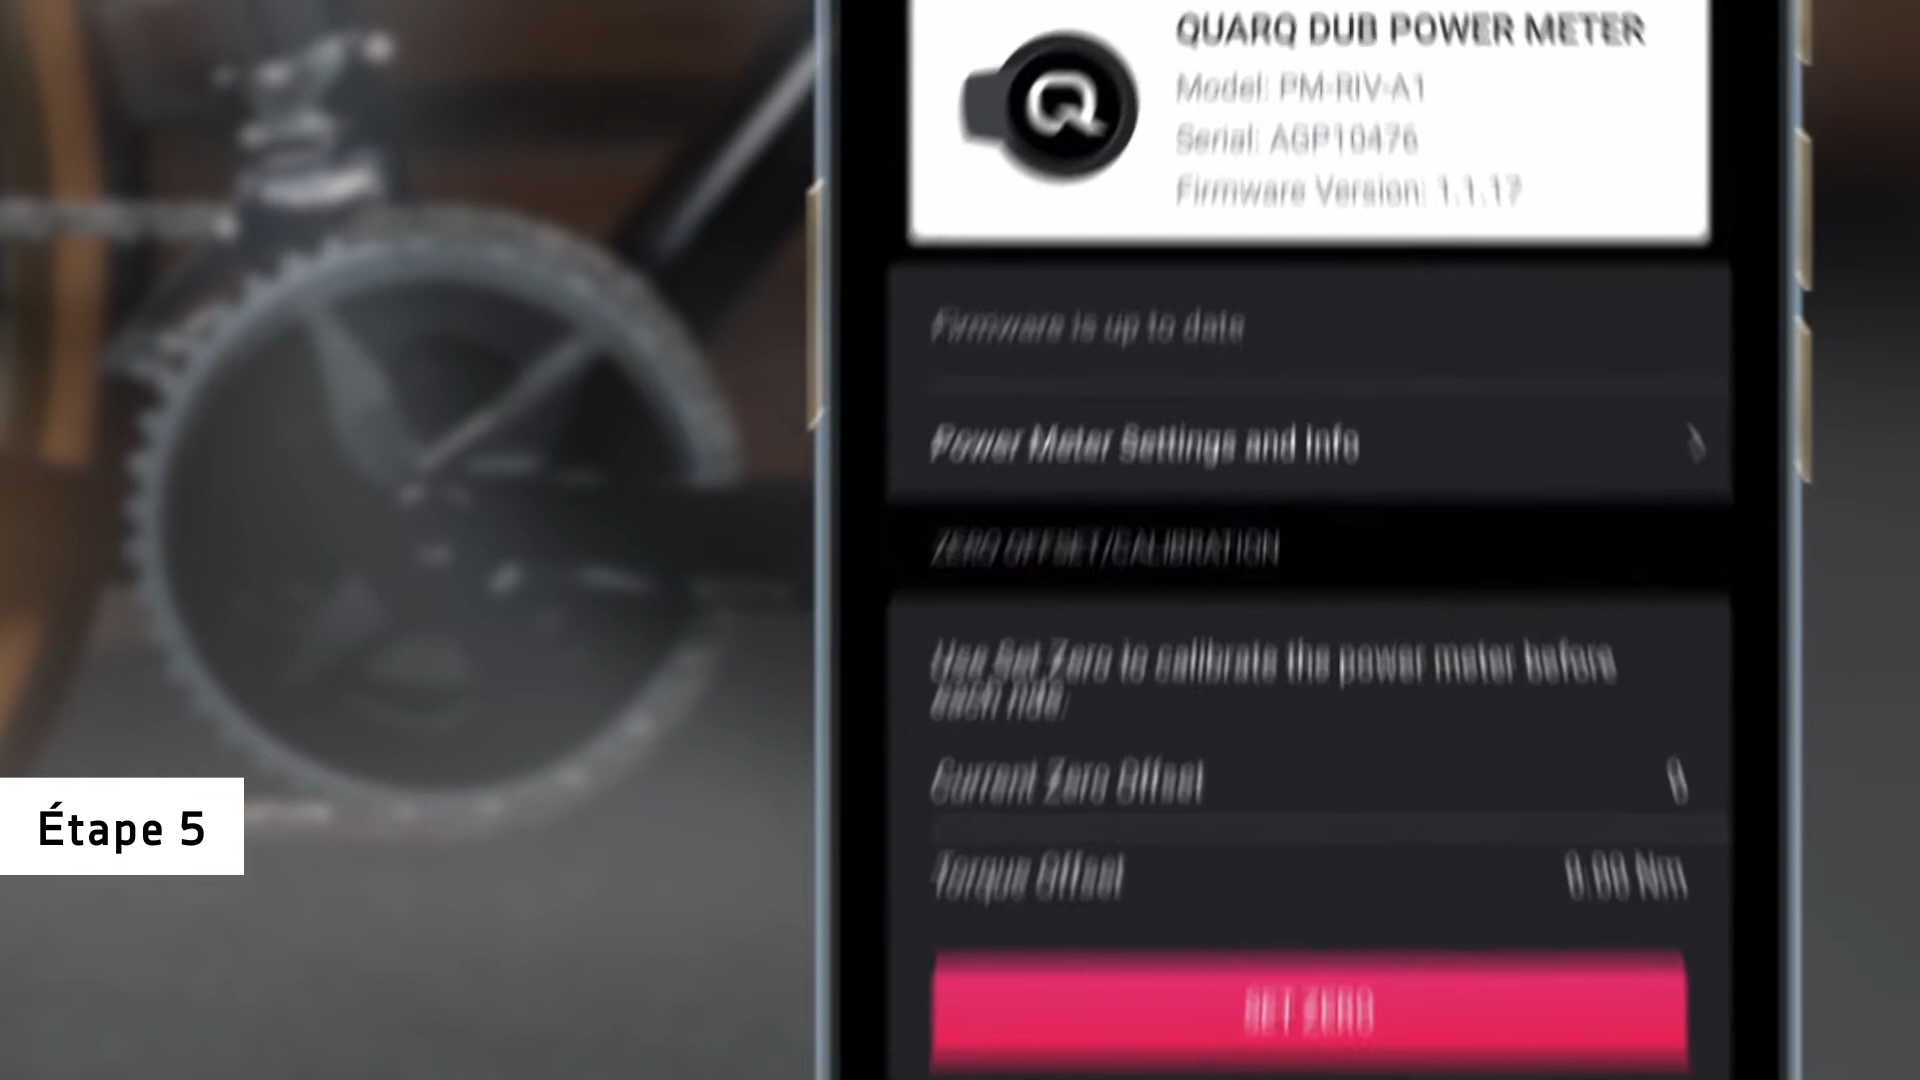 QUARQ DUB POWER METER
Model: PM-RIV-A1
Serial: AGP10476
Firmware Version: 1.1.17
Firmware is up to date
Power Meter Settings and Info
ZERO OFFSET/CALIBRATION
Use Set Zero to calibrate the power meter before
each ride.
Current Zero Offset
0
Torque Offset
0.00 Nm
SET ZERO
Étape 5